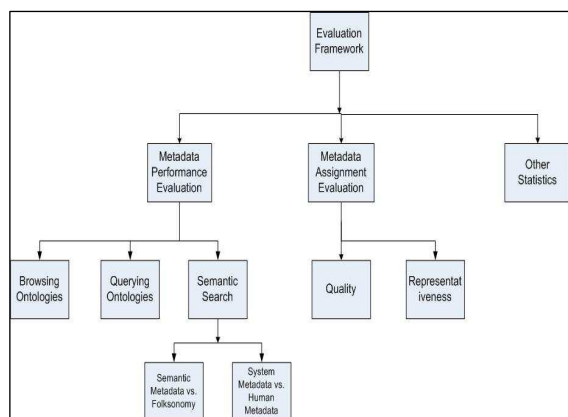 Evaluation
Framework
Metadata
Performance
Evaluation
Metadata
Assignment
Evaluation
Other
Statistics
Browsing
Ontologies
Querying
Ontologies
Semantic
Search
Quality
Representat
iveness
Semantic
Metadata vs.
Folksonomy
System
Metadata vs.
Human
Metadata